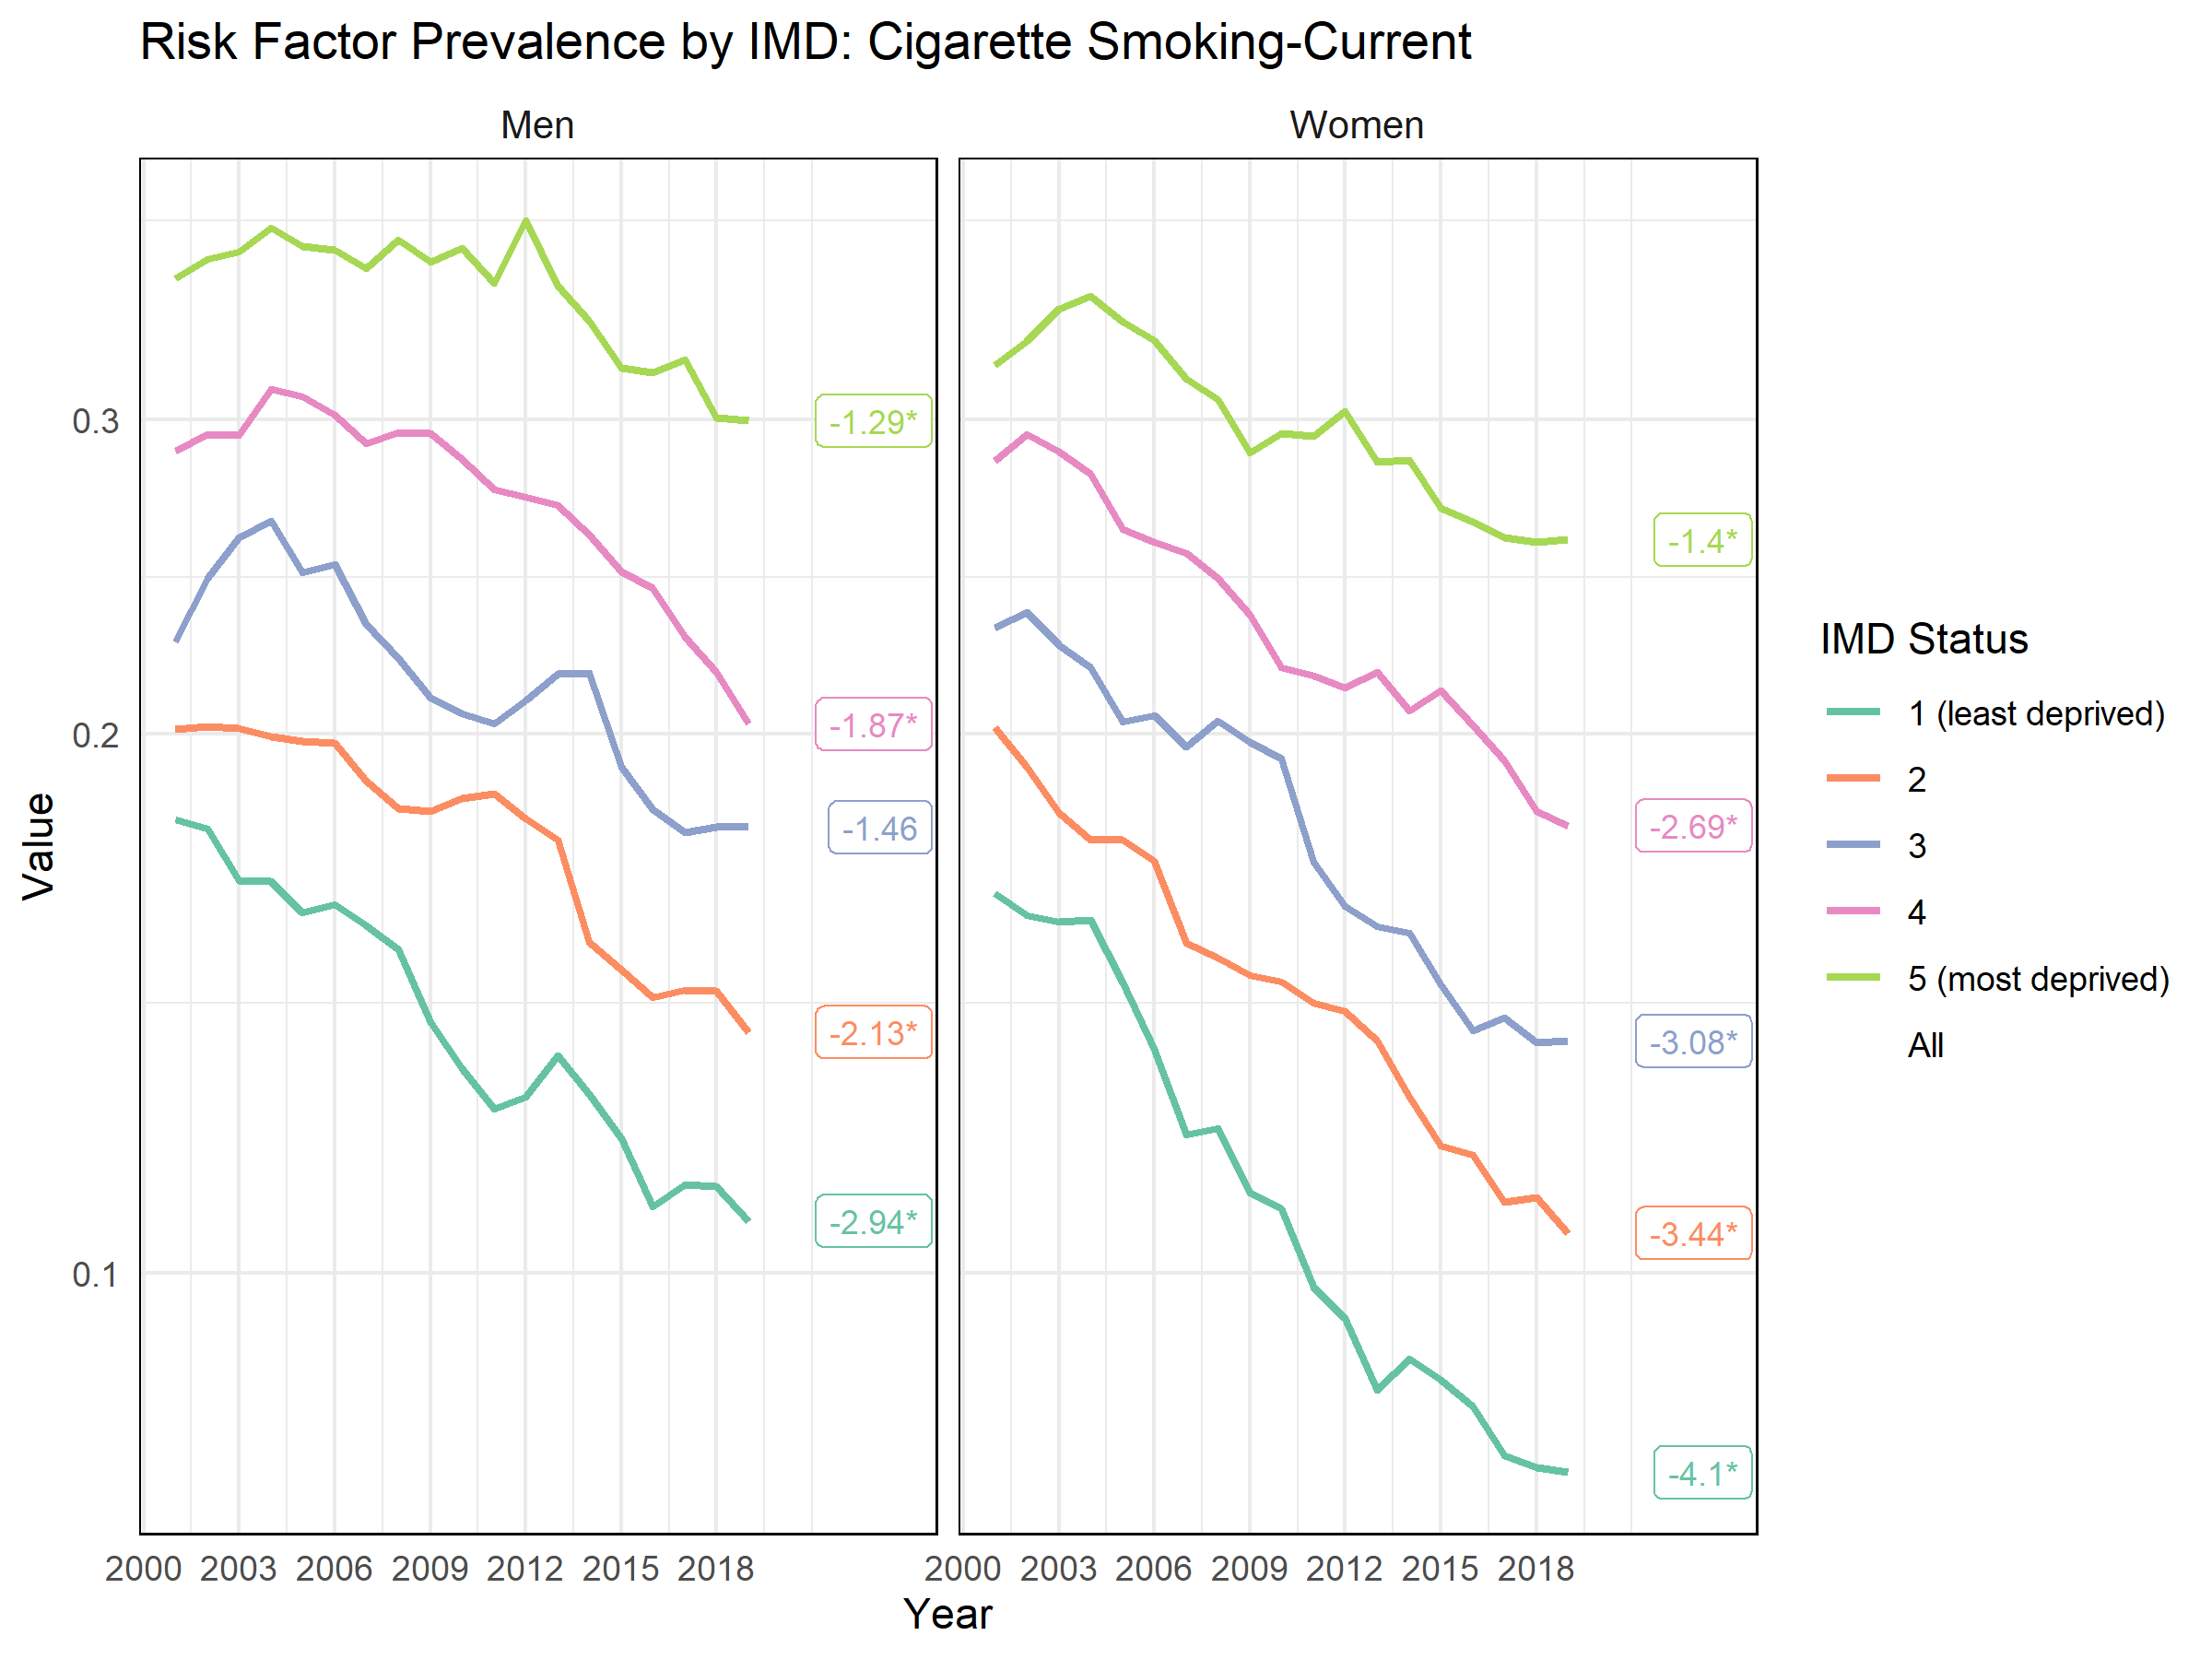 Risk Factor Prevalence by IMD: Cigarette Smoking-Current
Men
Women
0.3
0.2
0.1
Value
-1.29*
-1.87*
-1.46
-2.13*
-2.94*
-1.4*
-2.69*
-3.08*
-3.44*
-4.1*
2000 2003 2006 2009 2012 2015 2018
2000 2003 2006 2009 2012 2015 2018
Year
IMD Status
1 (least deprived)
2
3
4
5 (most deprived)
All